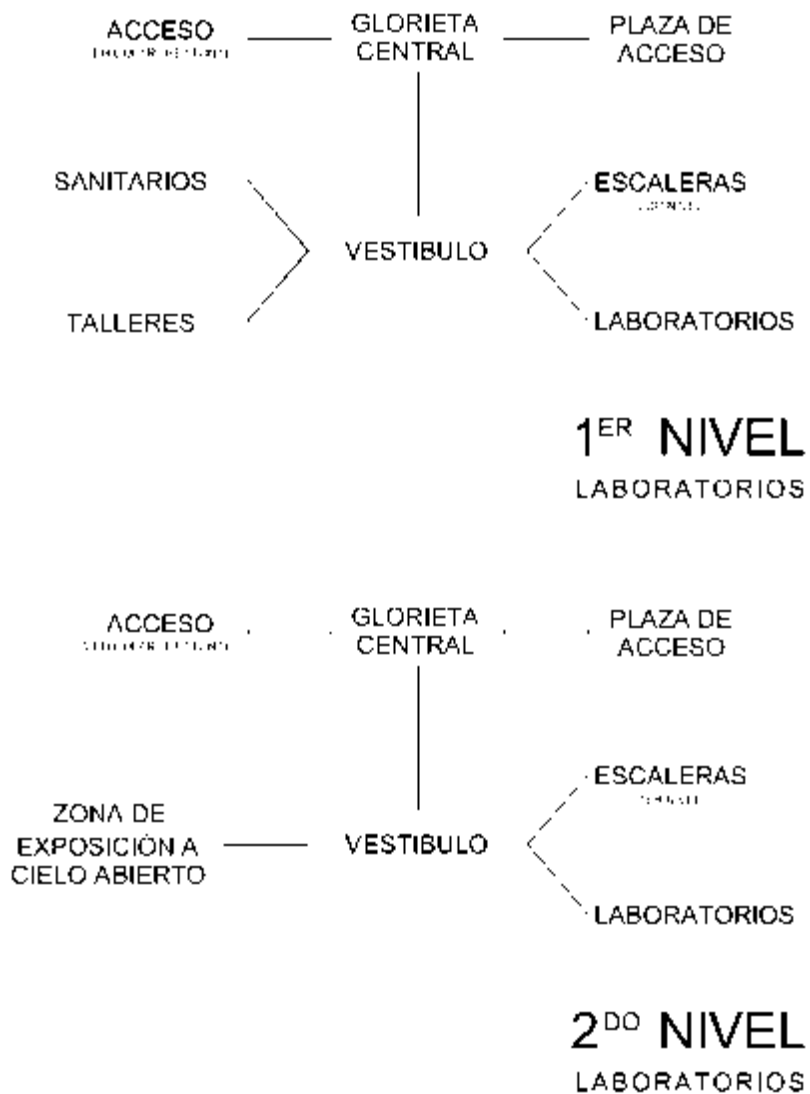 ACCESO
GLORIETA
CENTRAL
PLAZA DE
ACCESO
SANITARIOS
ESCALERAS
VESTIBULO
TALLERES
LABORATORIOS
1ER NIVEL
LABORATORIOS
ACCESO
GLORIETA
CENTRAL
PLAZA DE
ACCESO
ESCALERAS
ZONA DE
EXPOSICIÓN A
CIELO ABIERTO
VESTIBULO
LABORATORIOS
2DO NIVEL
LABORATORIOS